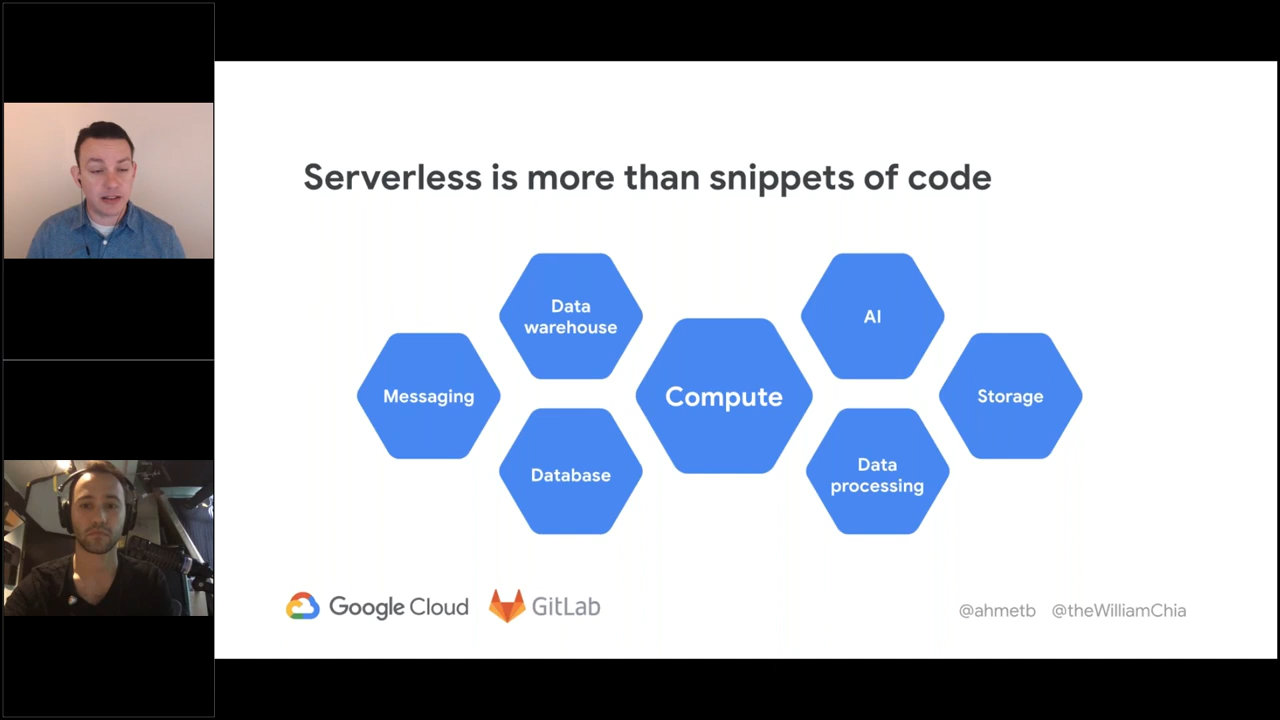 Serverless is more than snippets of code
Data
warehouse
AI
Messaging
Compute
Storage
Database
Data
processing
Google Cloud
GitLab
@ahmetb @theWilliamChia